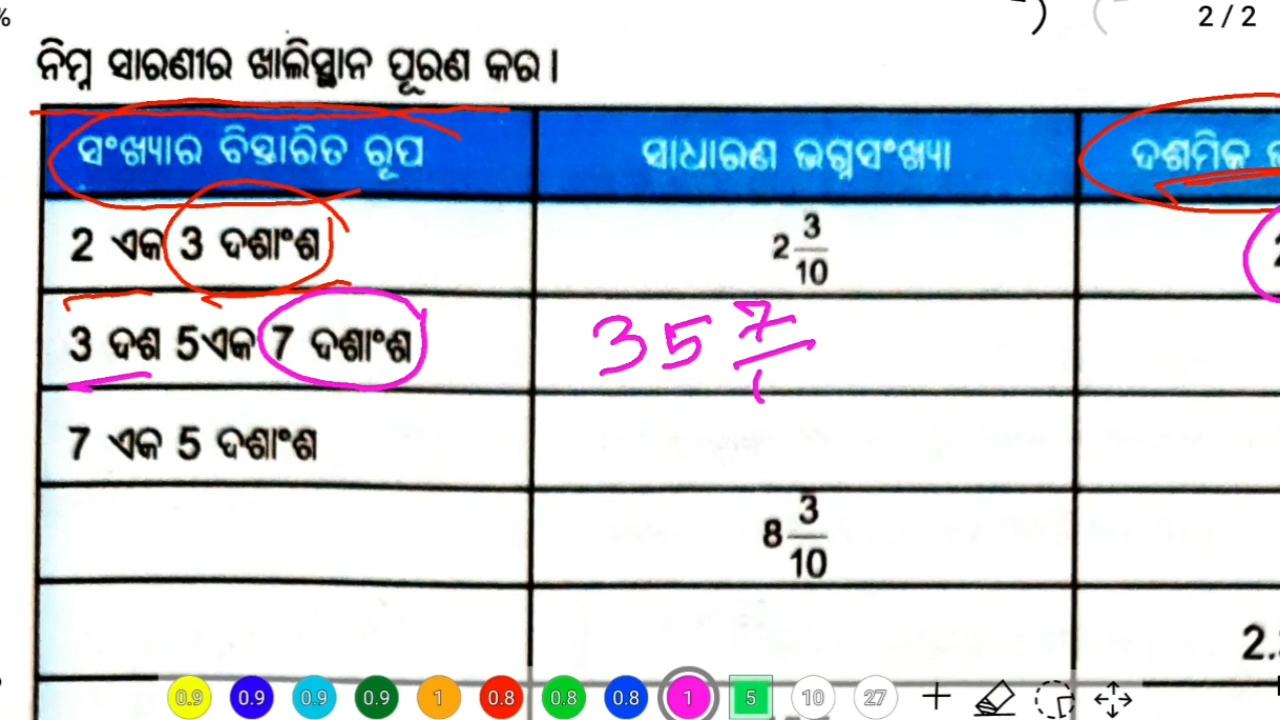 2 / 2
ନିମ୍ନ ସାରଣୀର ଖାଲିସ୍ଥାନ ପୂରଣ କର।
ସଂଖ୍ୟାର ବିସ୍ତାରିତ ରୂପ ସାଧାରଣ ଭଗ୍ନସଂଖ୍ୟା ଦଶମିକ
2 ଏକ 3 ଦଶାଂଶ 2 3/10
3 ଦଶ 5ଏକ 7 ଦଶାଂଶ 35 7/
7 ଏକ 5 ଦଶାଂଶ
8 3/10
2.
0.9 0.9 0.9 0.9 1 0.8 0.8 0.8 1 5 10 27